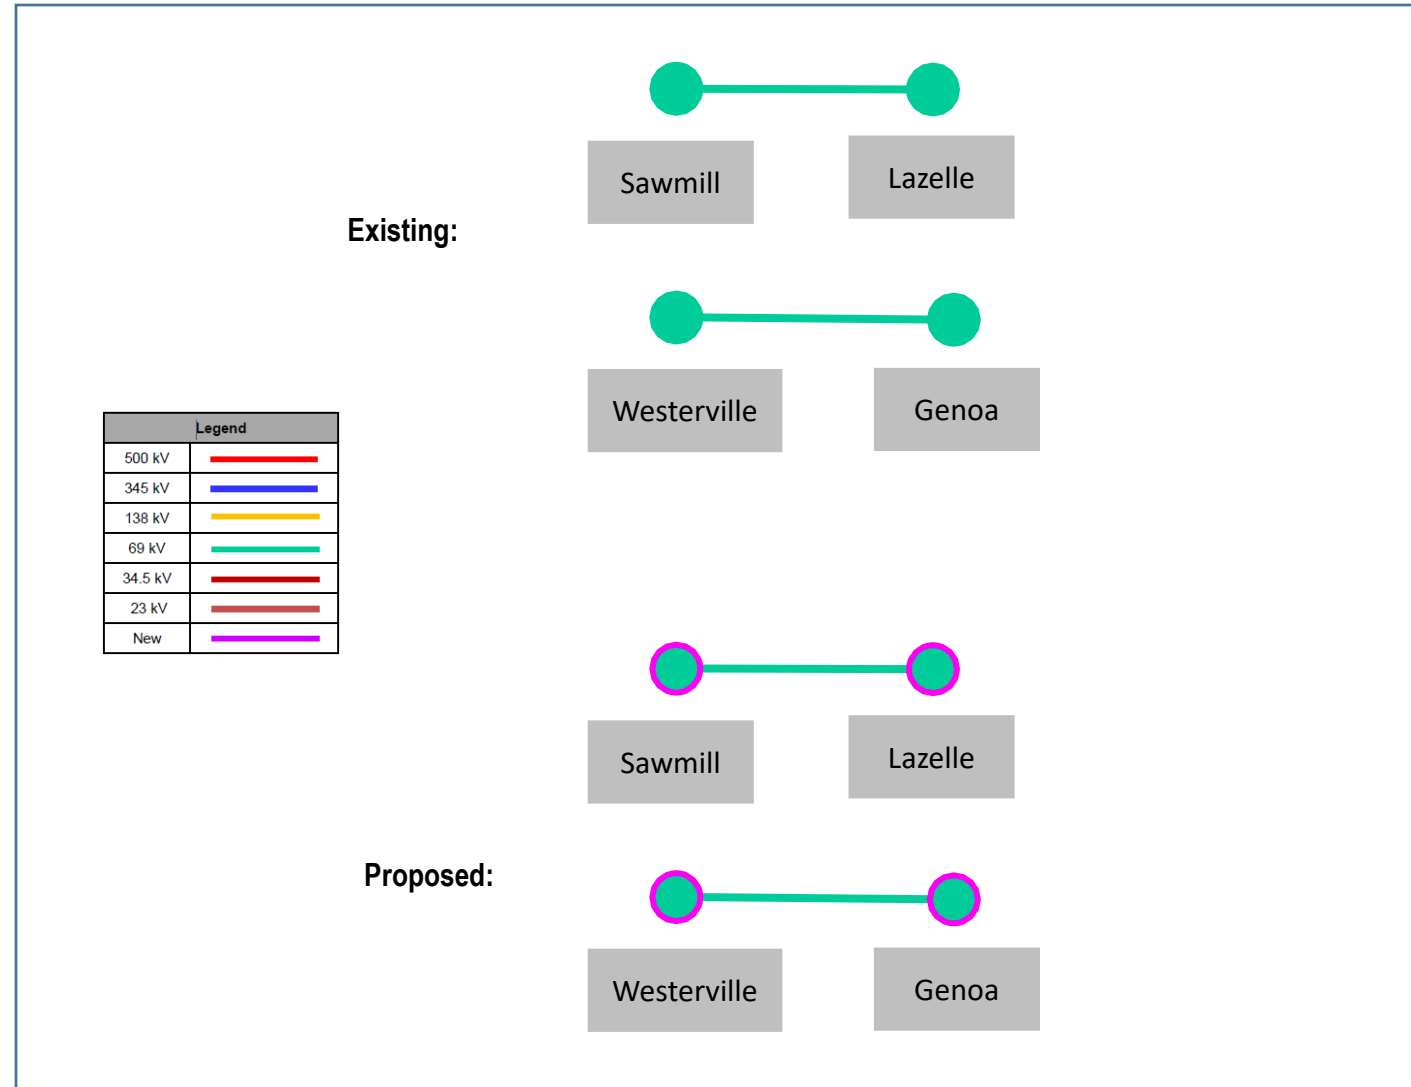 Sawmill
Lazelle
Existing:
Westerville
Genoa
Legend
500 kV
345 kV
138 kV
69 kV
34.5 kV
23 kV
New
Sawmill
Lazelle
Proposed:
Westerville
Genoa